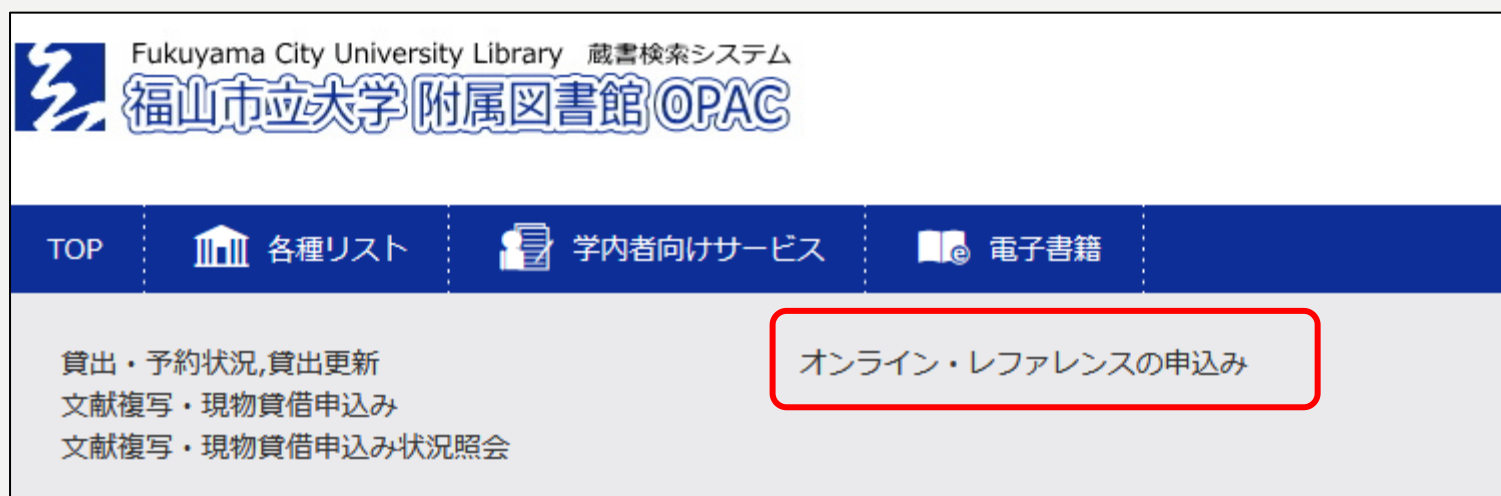 Fukuyama City University Library 蔵書検索システム
福山市立大学 附属図書館 OPAC
TOP 各種リスト 学内者向けサービス 電子書籍
貸出・予約状況,貸出更新
文献複写・現物貸借申込み
文献複写・現物貸借申込み状況照会
オンライン・レファレンスの申込み